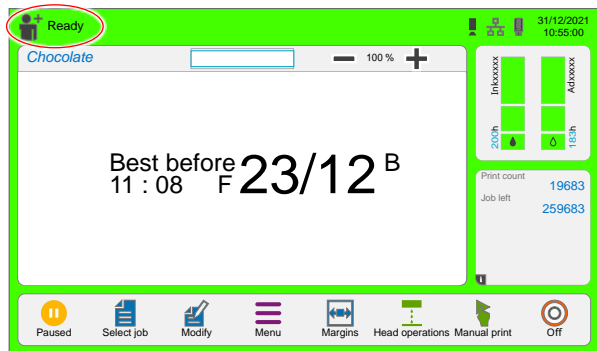 Ready
31/12/2021
10:55:00
Chocolate
100 %
Best before 23/12 B
11 : 08 F
Inkxxxxx
Adxxxxx
200h
183h
Print count
19683
Job left
259683
i
Paused
Select job
Modify
Menu
Margins
Head operations
Manual print
Off